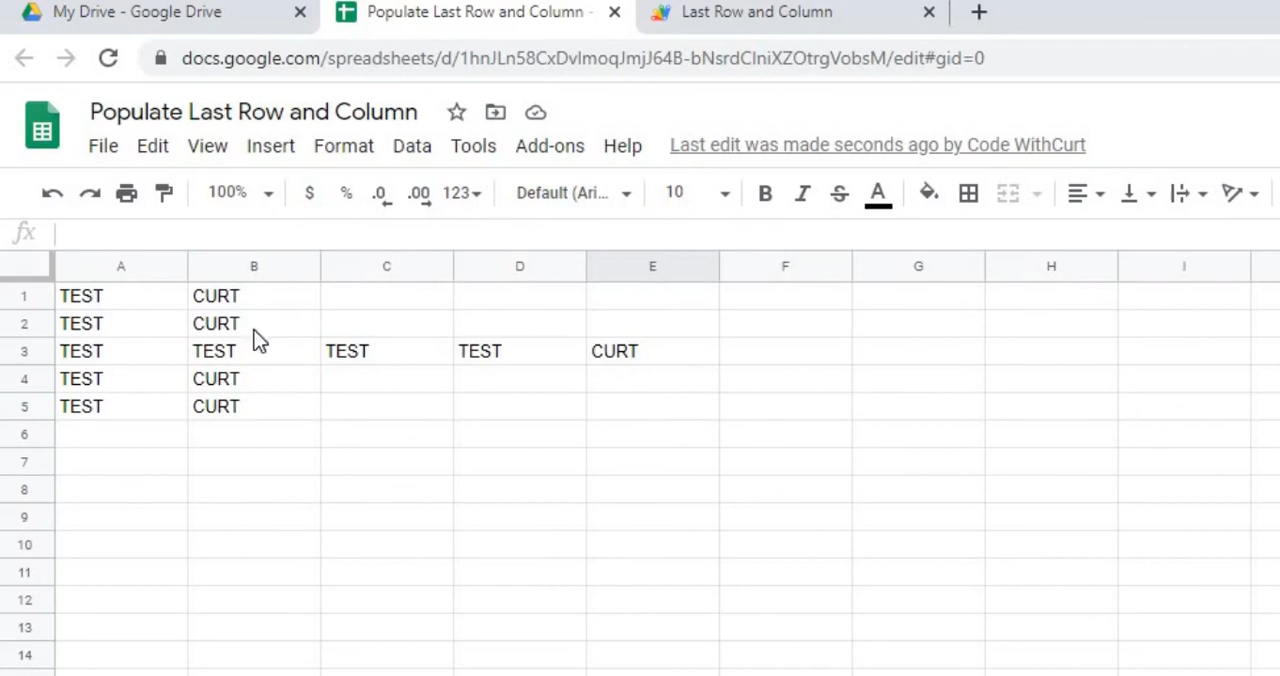 My Drive - Google Drive Populate Last Row and Column - Last Row and Column
docs.google.com/spreadsheets/d/1hnJLn58CxDvlmoqJmjJ64B-bNsrdClniXZOtrgVobsM/edit#gid=0
Populate Last Row and Column
File Edit View Insert Format Data Tools Add-ons Help Last edit was made seconds ago by Code WithCurt
100% $ % .0 .00 123 Default (Ari... 10 B I S A
fx
A B C D E F G H I
1 TEST CURT
2 TEST CURT
3 TEST TEST TEST TEST CURT
4 TEST CURT
5 TEST CURT
6
7
8
9
10
11
12
13
14